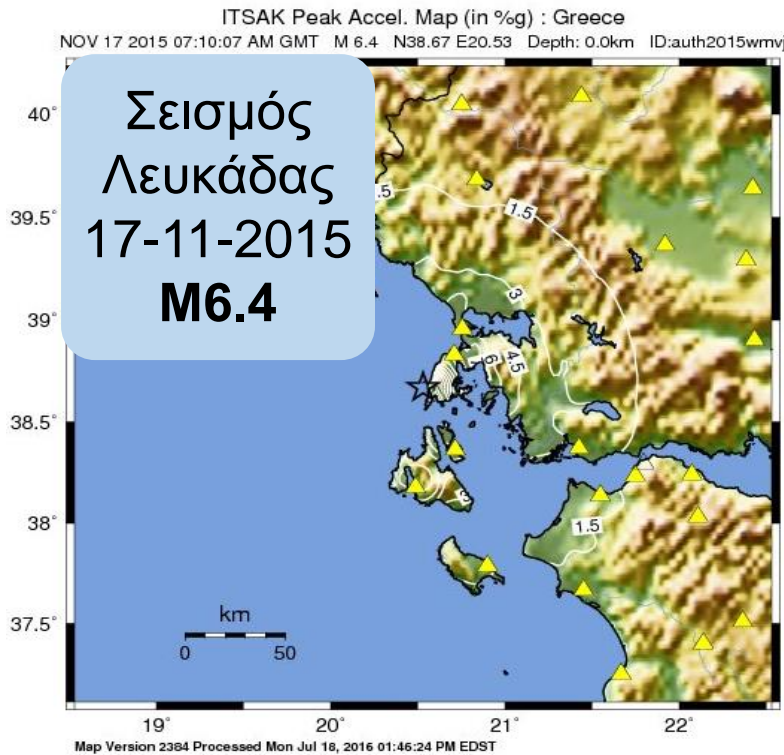 ITSAK Peak Accel. Map (in %g) : Greece
NOV 17 2015 07:10:07 AM GMT M 6.4 N38.67 E20.53 Depth: 0.0km ID:auth2015wmvj
Σεισμός
Λευκάδας
17-11-2015
M6.4
40°
39.5°
39°
38.5°
38°
37.5°
.5
1.5
3
4.5
6
3
1.5
km
0 50
19° 20° 21° 22°
Map Version 2384 Processed Mon Jul 18, 2016 01:46:24 PM EDST